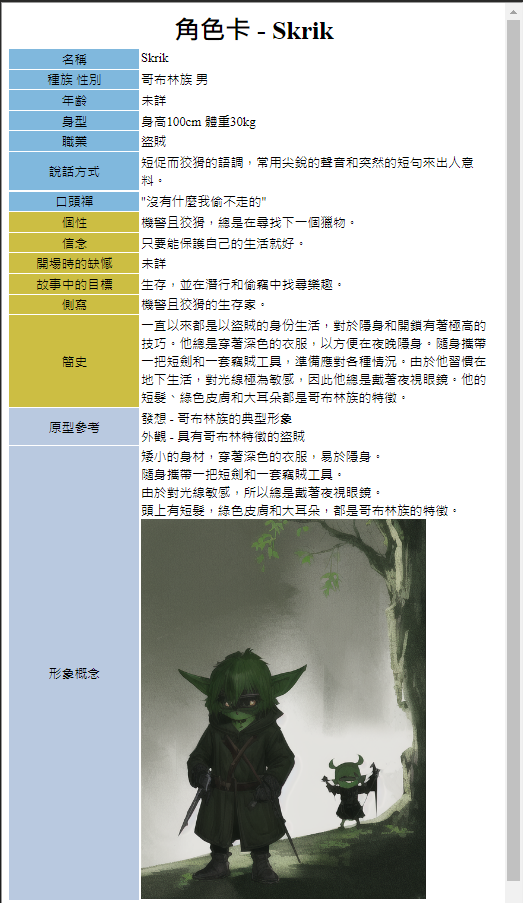 角色卡 - Skrik
名稱 Skrik
種族 性別 哥布林族 男
年齡 未詳
身型 身高100cm 體重30kg
職業 盜賊
說話方式 短促而狡猾的語調，常用尖銳的聲音和突然的短句來出人意
料。
口頭禪 "沒有什麼我偷不走的"
個性 機警且狡猾，總是在尋找下一個獵物。
信念 只要能保護自己的生活就好。
開場時的缺憾 未詳
故事中的目標 生存，並在潛行和偷竊中找尋樂趣。
側寫 機警且狡猾的生存家。
簡史 一直以來都是以盜賊的身份生活，對於隱身和開鎖有著極高的
技巧。他總是穿著深色的衣服，以方便在夜晚隱身。隨身攜帶
一把短劍和一套竊賊工具，準備應對各種情況。由於他習慣在
地下生活，對光線極為敏感，因此他總是戴著夜視眼鏡。他的
短髮、綠色皮膚和大耳朵都是哥布林族的特徵。
原型參考 發想 - 哥布林族的典型形象
外觀 - 具有哥布林特徵的盜賊
形象概念 矮小的身材，穿著深色的衣服，易於隱身。
隨身攜帶一把短劍和一套竊賊工具。
由於對光線敏感，所以總是戴著夜視眼鏡。
頭上有短髮，綠色皮膚和大耳朵，都是哥布林族的特徵。